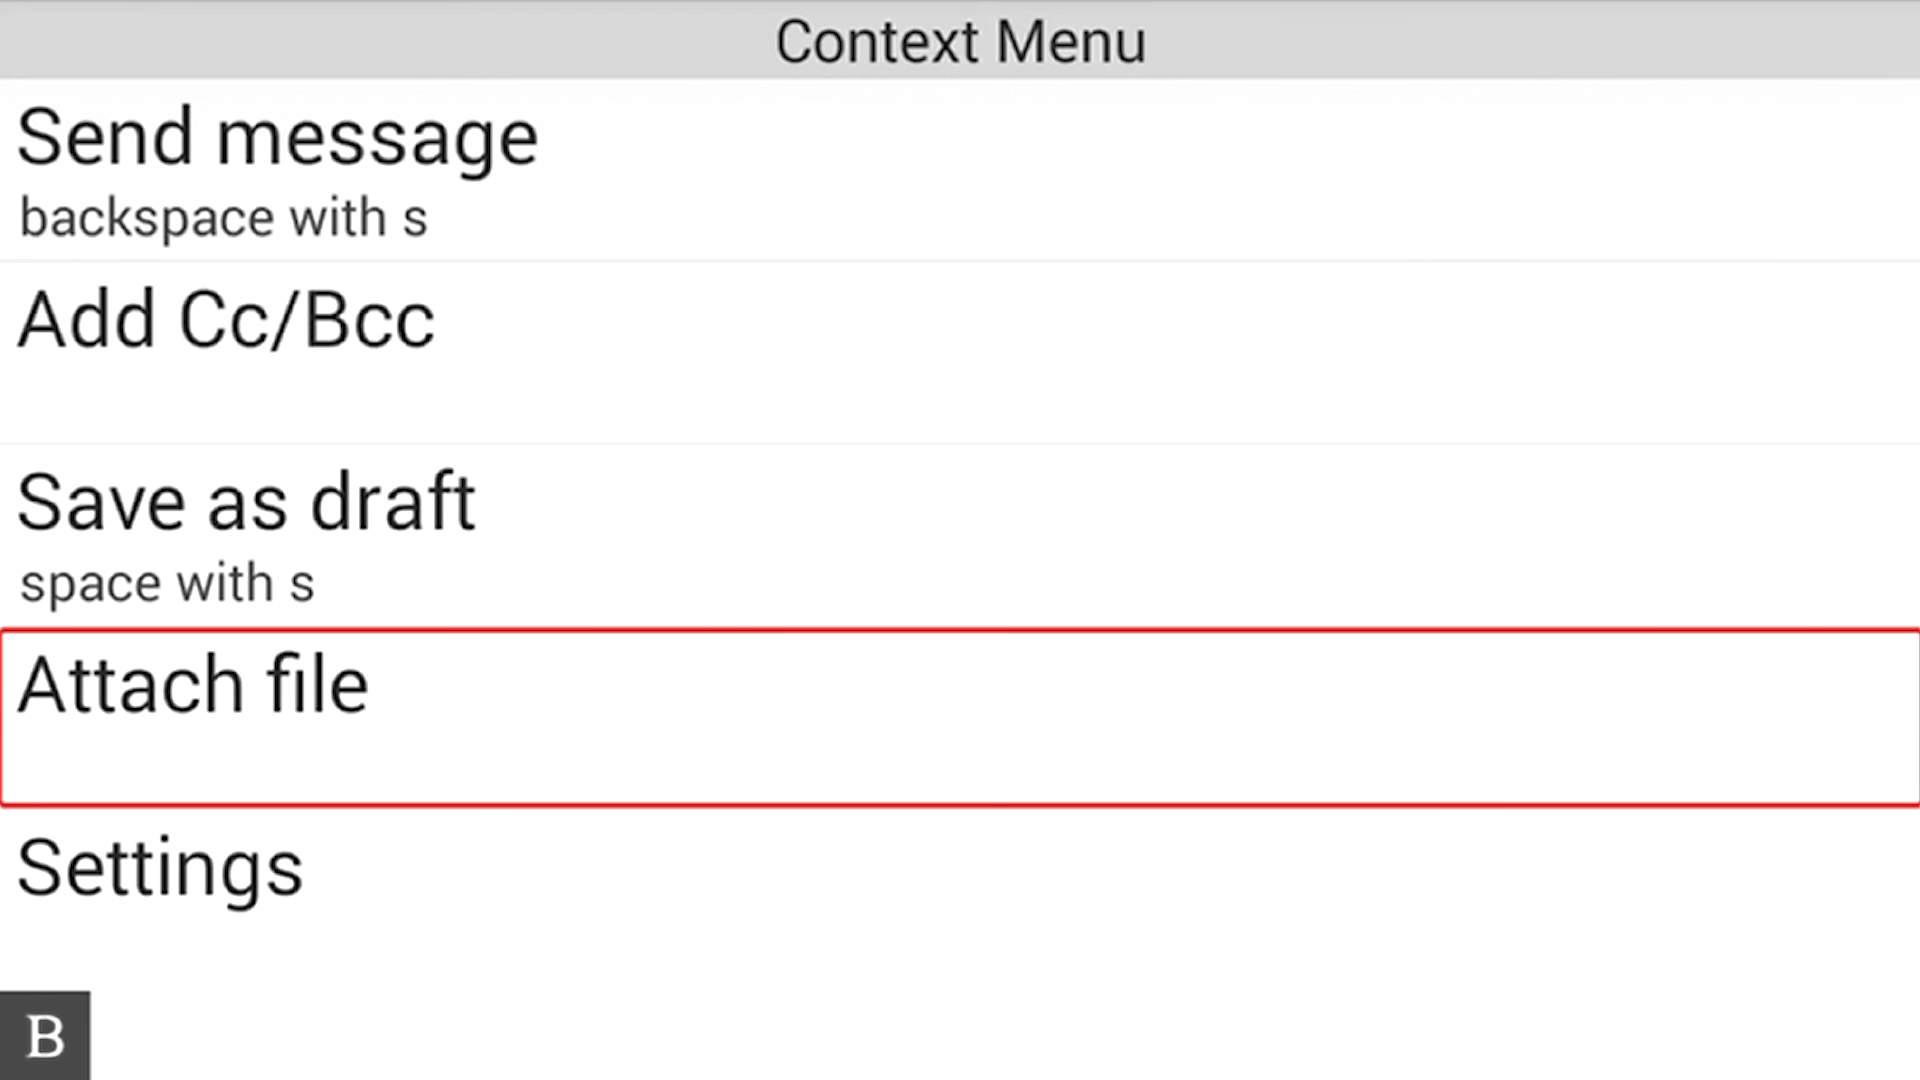 Context Menu
Send message
backspace with s
Add Cc/Bcc
Save as draft
space with s
Attach file
Settings
B